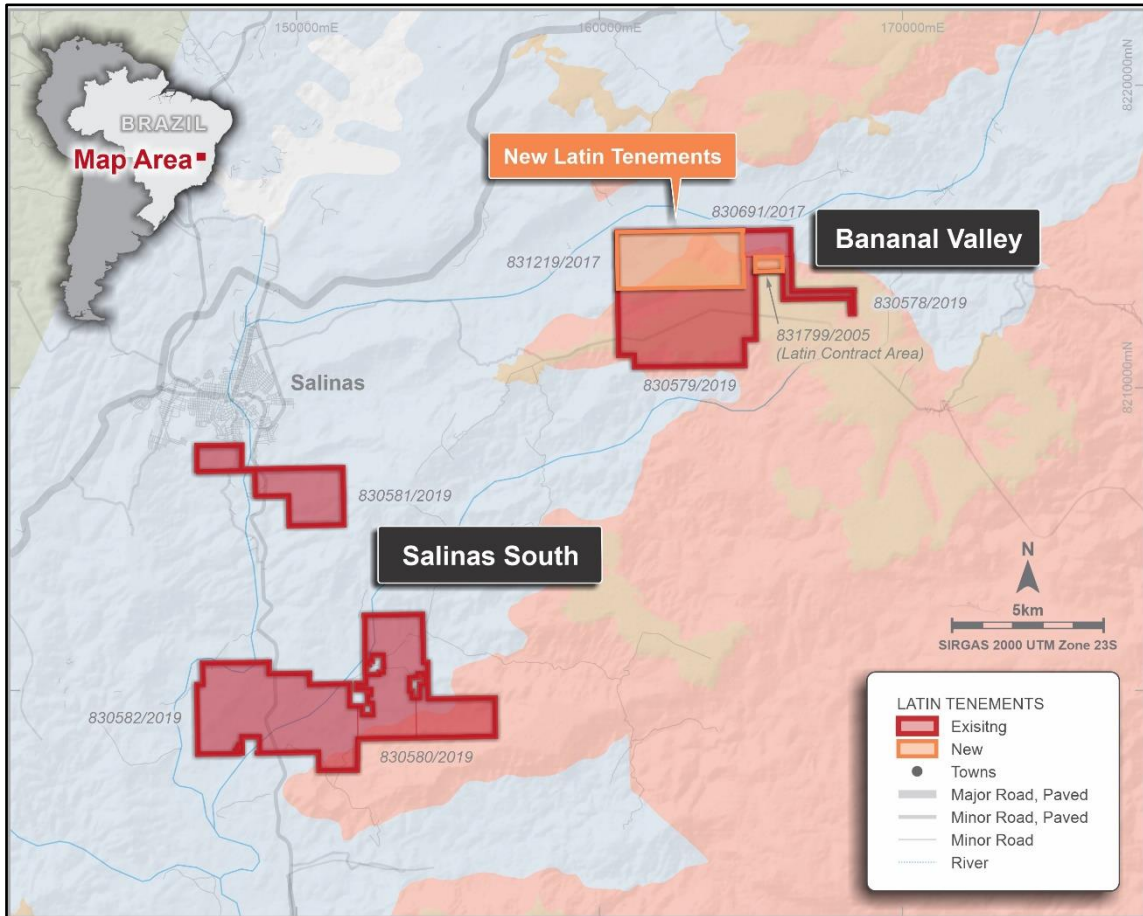 150000mE
160000mE
170000mE
8220000mN
BRAZIL
Map Area
New Latin Tenements
830691/2017
Bananal Valley
831219/2017
830578/2019
831799/2005
(Latin Contract Area)
8210000mN
830579/2019
Salinas
830581/2019
Salinas South
N
5km
SIRGAS 2000 UTM Zone 23S
830582/2019
830580/2019
LATIN TENEMENTS
Exisitng
New
Towns
Major Road, Paved
Minor Road, Paved
Minor Road
River